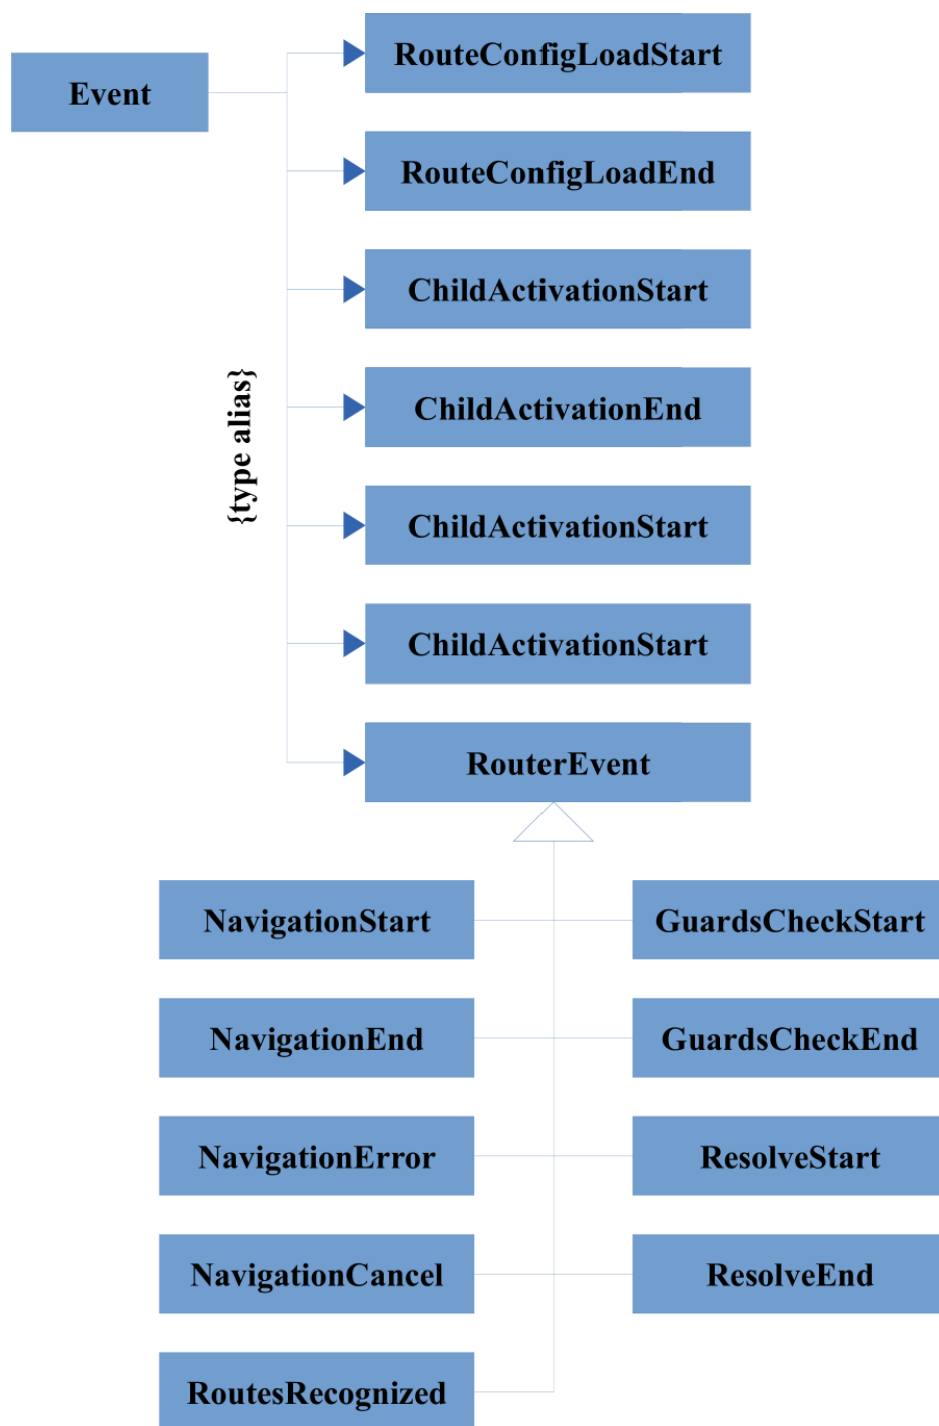 Event
RouteConfigLoadStart
RouteConfigLoadEnd
ChildActivationStart
ChildActivationEnd
{type alias}
ChildActivationStart
ChildActivationStart
RouterEvent
NavigationStart
GuardsCheckStart
NavigationEnd
GuardsCheckEnd
NavigationError
ResolveStart
NavigationCancel
ResolveEnd
RoutesRecognized